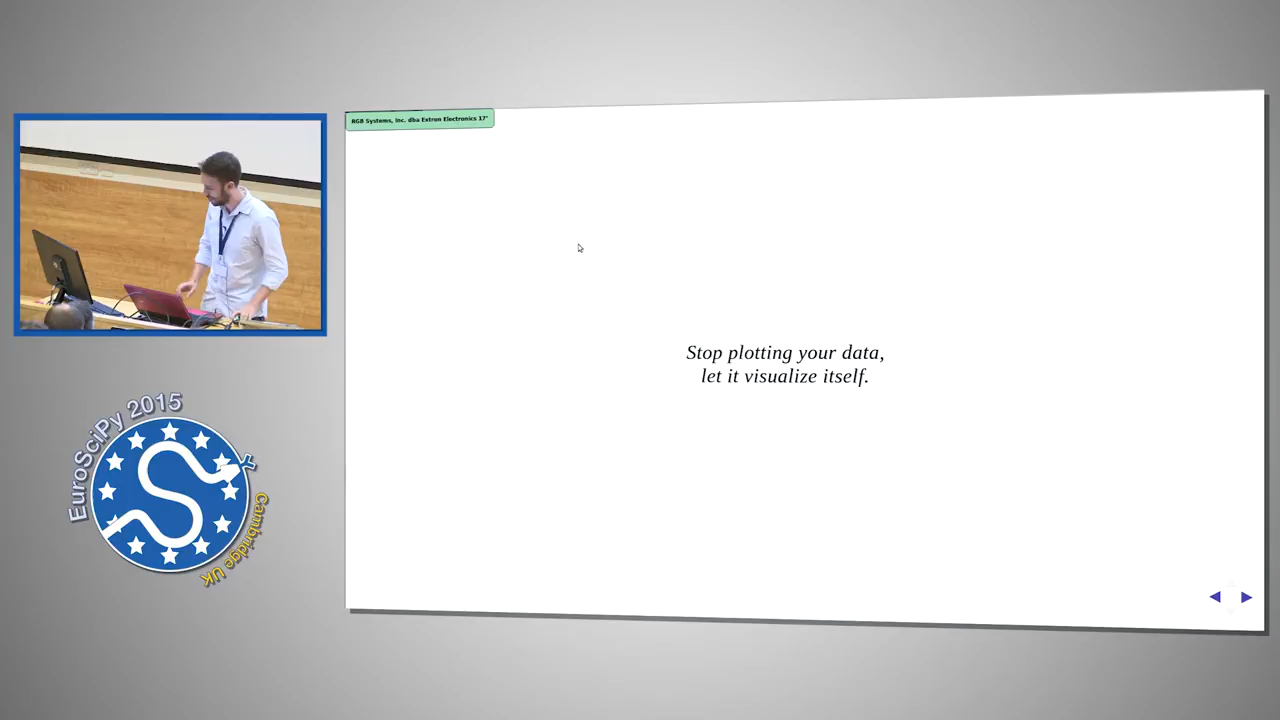 RGB Systems, Inc. dba Extron Electronics 17"
Stop plotting your data,
let it visualize itself.
EuroSciPy 2015
Cambridge UK